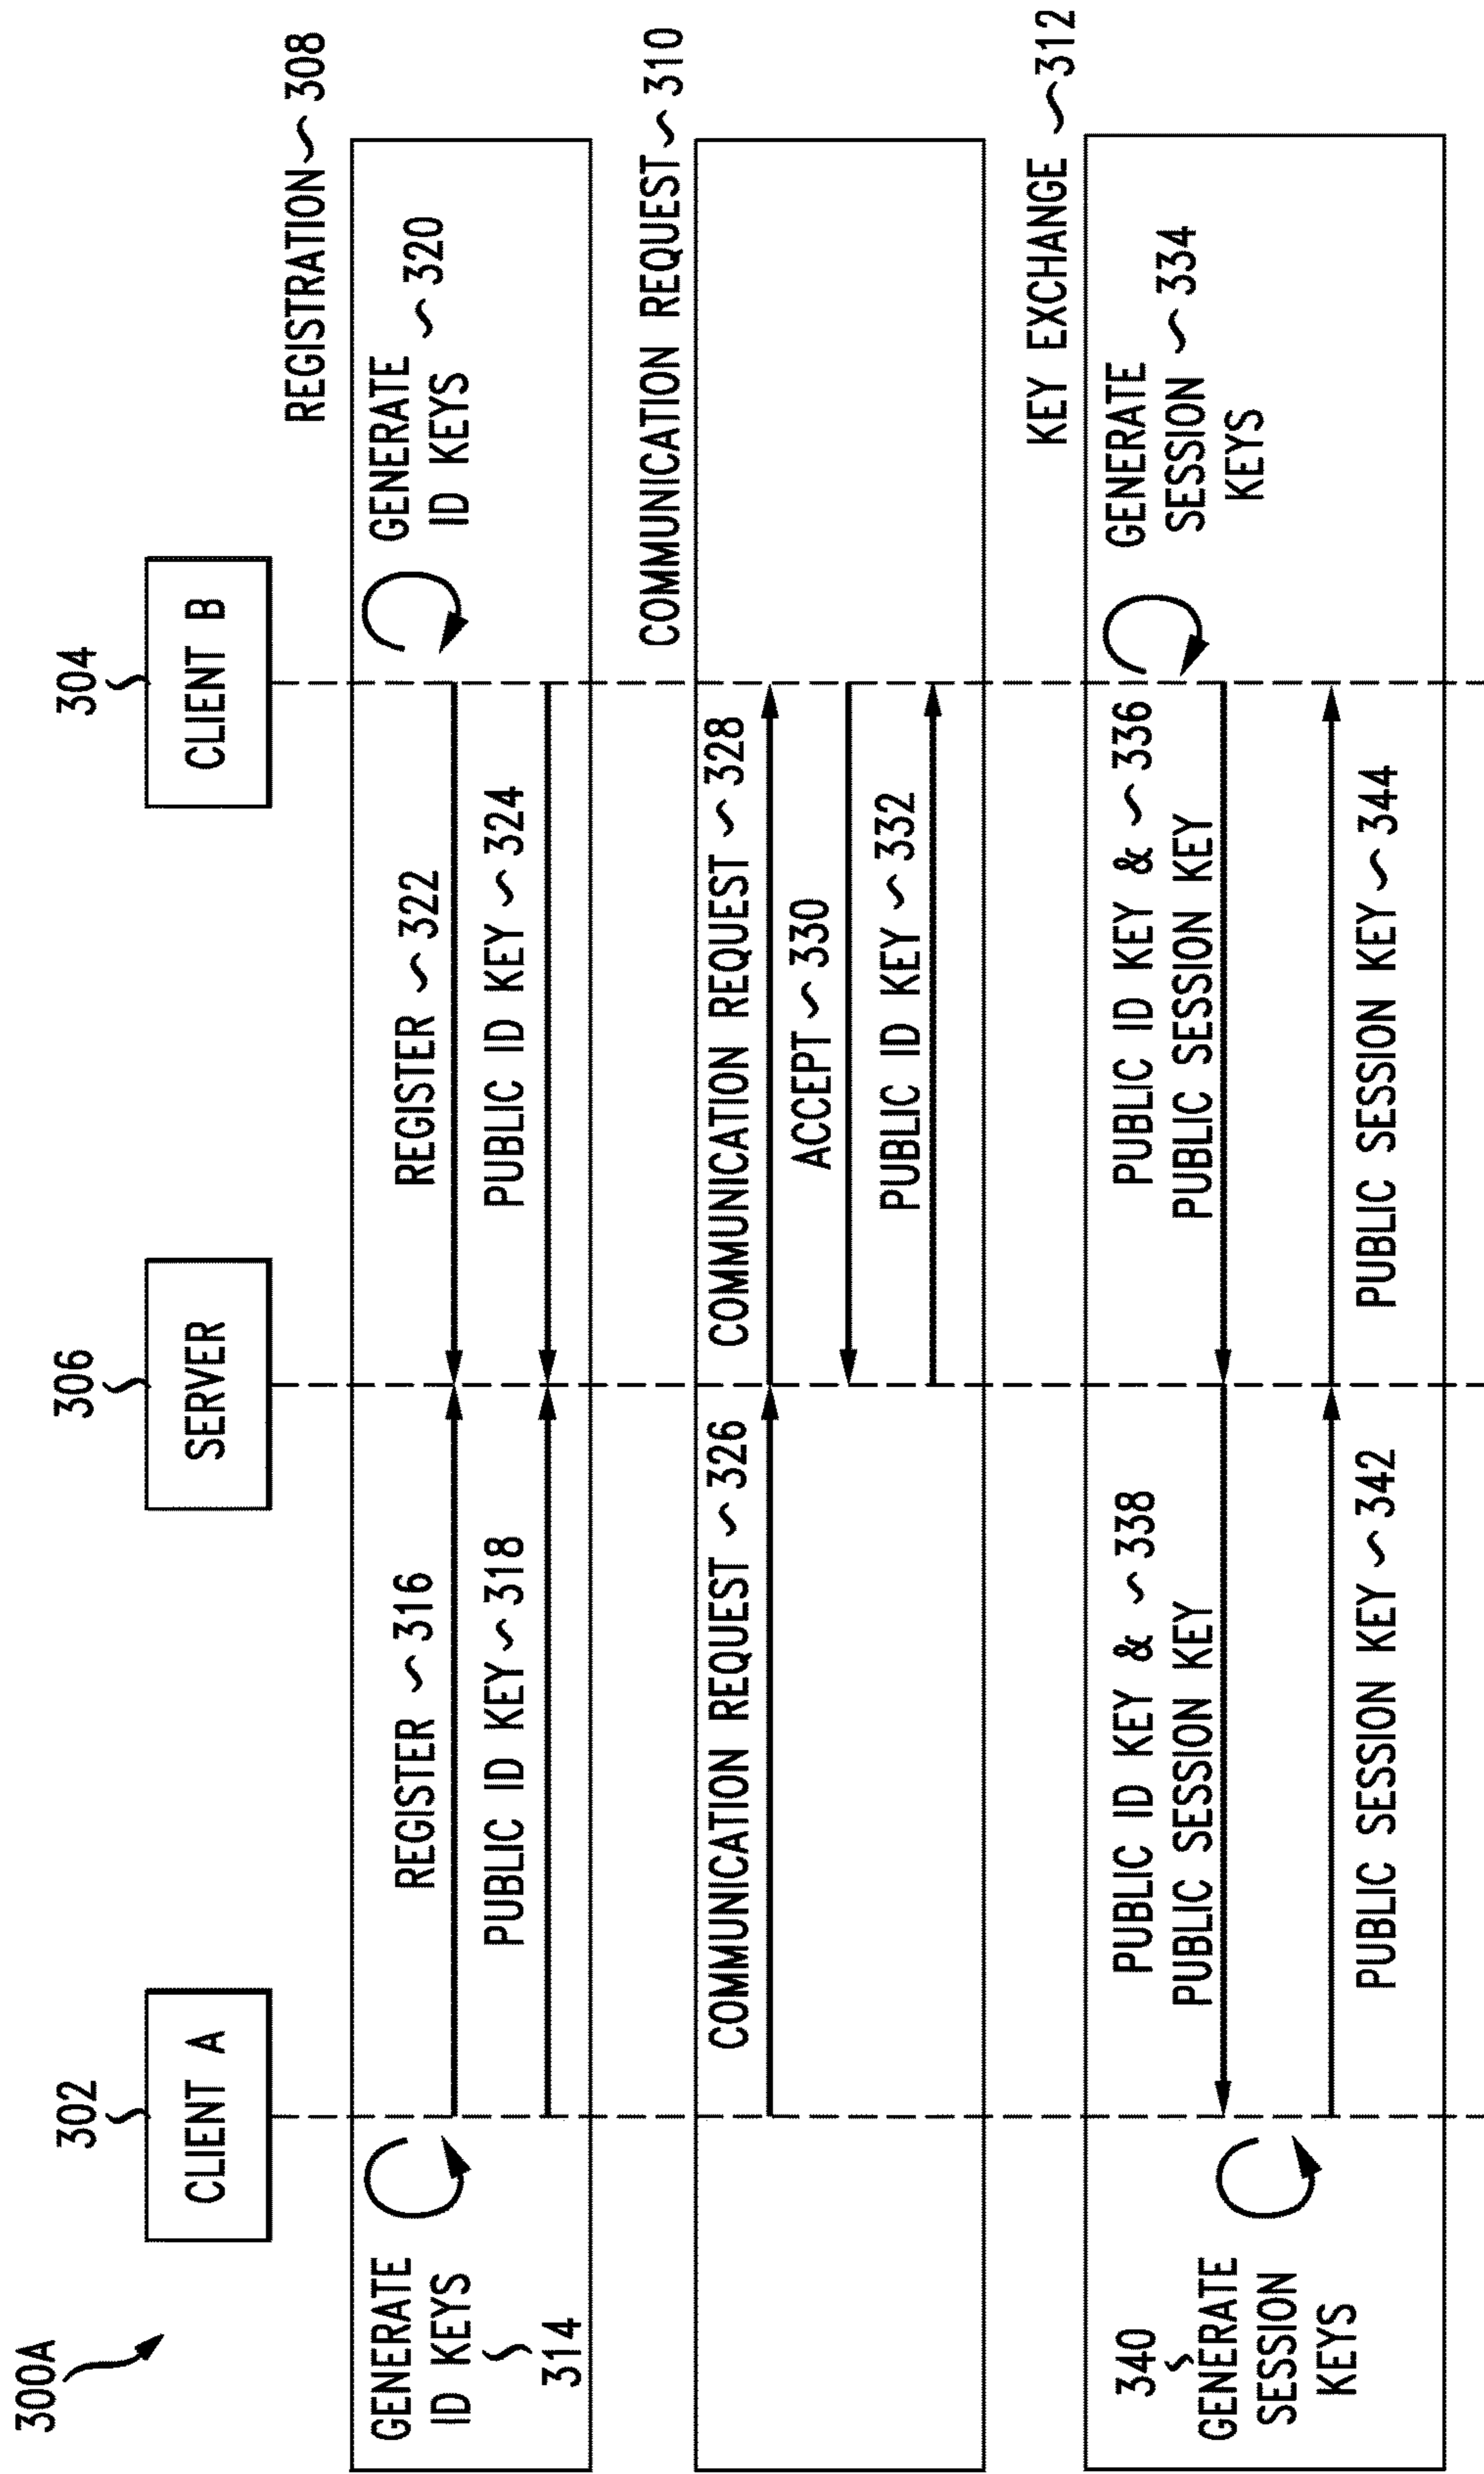 300A
302
306
304
CLIENT A
SERVER
CLIENT B
REGISTRATION ~ 308
GENERATE
ID KEYS
314
REGISTER ~ 316
PUBLIC ID KEY ~ 318
REGISTER ~ 322
PUBLIC ID KEY ~ 324
GENERATE ~ 320
ID KEYS
COMMUNICATION REQUEST ~ 310
COMMUNICATION REQUEST ~ 326
COMMUNICATION REQUEST ~ 328
ACCEPT ~ 330
PUBLIC ID KEY ~ 332
KEY EXCHANGE ~ 312
GENERATE
SESSION ~ 334
KEYS
PUBLIC ID KEY & ~ 336
PUBLIC SESSION KEY
PUBLIC ID KEY & ~ 338
PUBLIC SESSION KEY
340
GENERATE
SESSION
KEYS
PUBLIC SESSION KEY ~ 342
PUBLIC SESSION KEY ~ 344